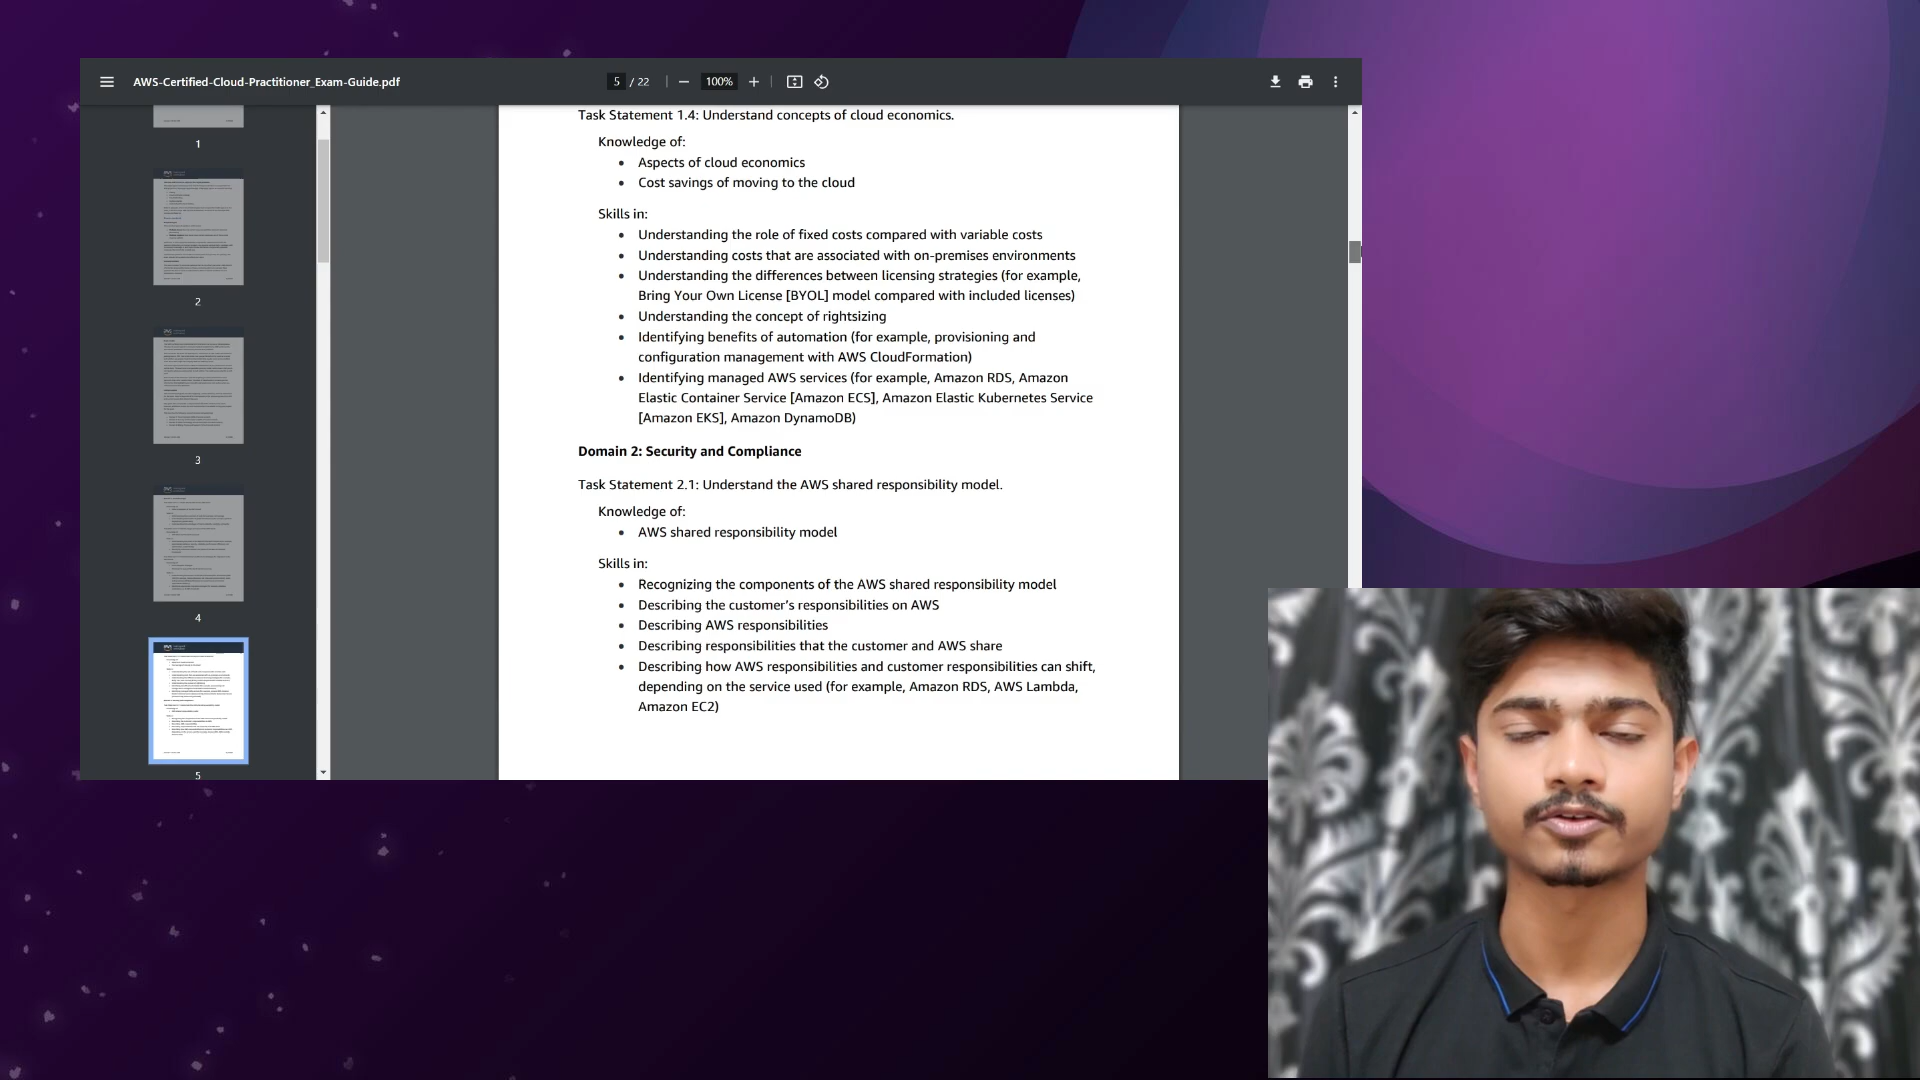 AWS-Certified-Cloud-Practitioner_Exam-Guide.pdf
5 / 22
100%
1
2
3
4
5
Task Statement 1.4: Understand concepts of cloud economics.
Knowledge of:
• Aspects of cloud economics
• Cost savings of moving to the cloud
Skills in:
• Understanding the role of fixed costs compared with variable costs
• Understanding costs that are associated with on-premises environments
• Understanding the differences between licensing strategies (for example,
Bring Your Own License [BYOL] model compared with included licenses)
• Understanding the concept of rightsizing
• Identifying benefits of automation (for example, provisioning and
configuration management with AWS CloudFormation)
• Identifying managed AWS services (for example, Amazon RDS, Amazon
Elastic Container Service [Amazon ECS], Amazon Elastic Kubernetes Service
[Amazon EKS], Amazon DynamoDB)
Domain 2: Security and Compliance
Task Statement 2.1: Understand the AWS shared responsibility model.
Knowledge of:
• AWS shared responsibility model
Skills in:
• Recognizing the components of the AWS shared responsibility model
• Describing the customer’s responsibilities on AWS
• Describing AWS responsibilities
• Describing responsibilities that the customer and AWS share
• Describing how AWS responsibilities and customer responsibilities can shift,
depending on the service used (for example, Amazon RDS, AWS Lambda,
Amazon EC2)